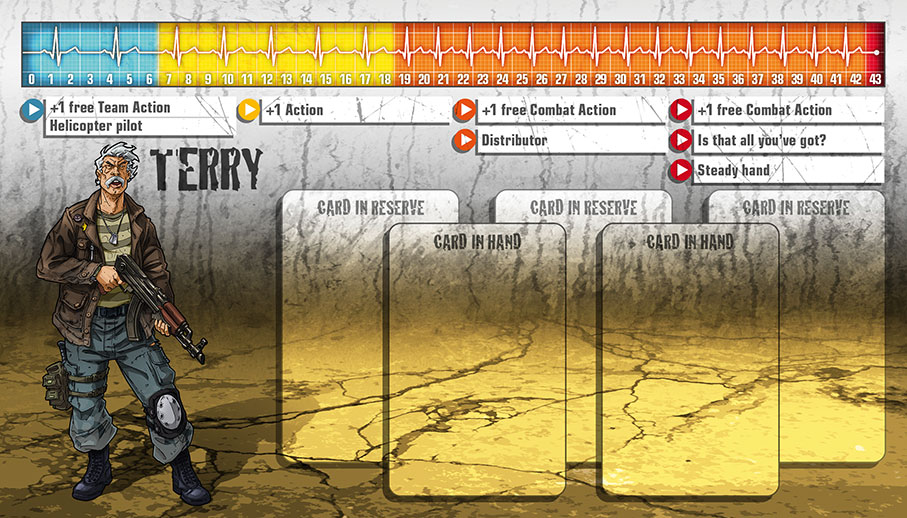 0 1 2 3 4 5 6 7 8 9 10 11 12 13 14 15 16 17 18 19 20 21 22 23 24 25 26 27 28 29 30 31 32 33 34 35 36 37 38 39 40 41 42 43
+1 free Team Action
Helicopter pilot
+1 Action
+1 free Combat Action
Distributor
+1 free Combat Action
Is that all you've got?
Steady hand
TERRY
CARD IN RESERVE
CARD IN RESERVE
CARD IN RESERVE
CARD IN HAND
CARD IN HAND